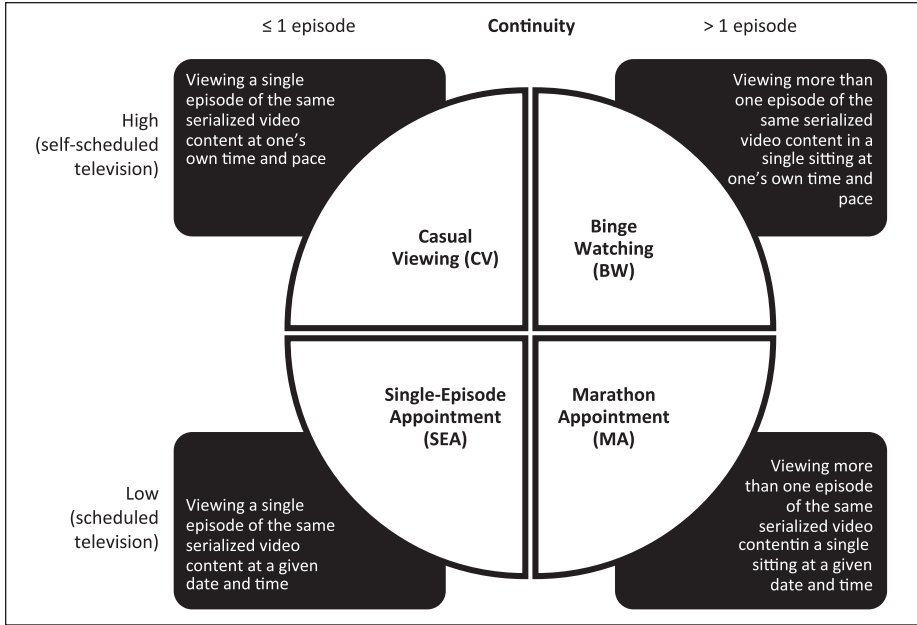 ≤ 1 episode
Continuity
> 1 episode
High
(self-scheduled
television)
Viewing a single
episode of the same
serialized video
content at one’s
own time and pace
Viewing more than
one episode of the
same serialized
video content in a
single sitting at
one’s own time and
pace
Casual
Viewing (CV)
Binge
Watching
(BW)
Single-Episode
Appointment
(SEA)
Marathon
Appointment
(MA)
Low
(scheduled
television)
Viewing a single
episode of the same
serialized video
content at a given
date and time
Viewing more
than one episode
of the same
serialized video
contentin a single
sitting at a given
date and time